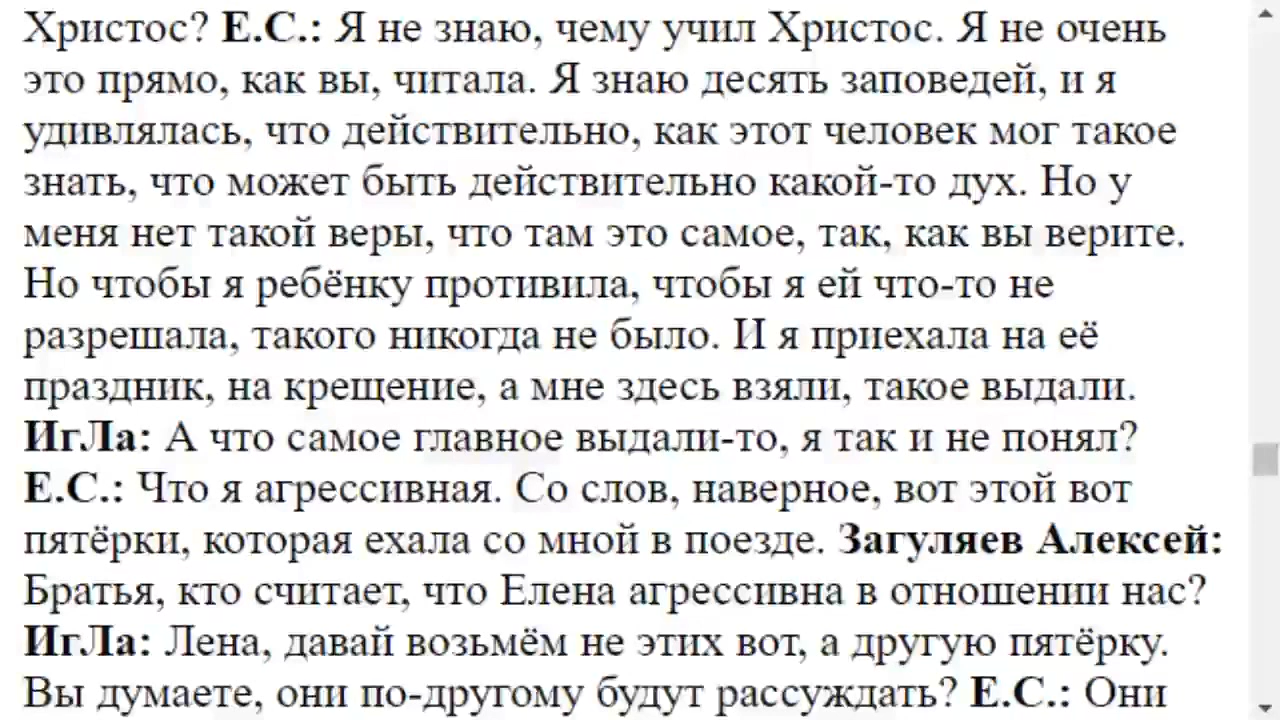 Христос? Е.С.: Я не знаю, чему учил Христос. Я не очень
это прямо, как вы, читала. Я знаю десять заповедей, и я
удивлялась, что действительно, как этот человек мог такое
знать, что может быть действительно какой-то дух. Но у
меня нет такой веры, что там это самое, так, как вы верите.
Но чтобы я ребёнку противила, чтобы я ей что-то не
разрешала, такого никогда не было. И я приехала на её
праздник, на крещение, а мне здесь взяли, такое выдали.
ИгЛа: А что самое главное выдали-то, я так и не понял?
Е.С.: Что я агрессивная. Со слов, наверное, вот этой вот
пятёрки, которая ехала со мной в поезде. Загуляев Алексей:
Братья, кто считает, что Елена агрессивна в отношении нас?
ИгЛа: Лена, давай возьмём не этих вот, а другую пятёрку.
Вы думаете, они по-другому будут рассуждать? Е.С.: Они